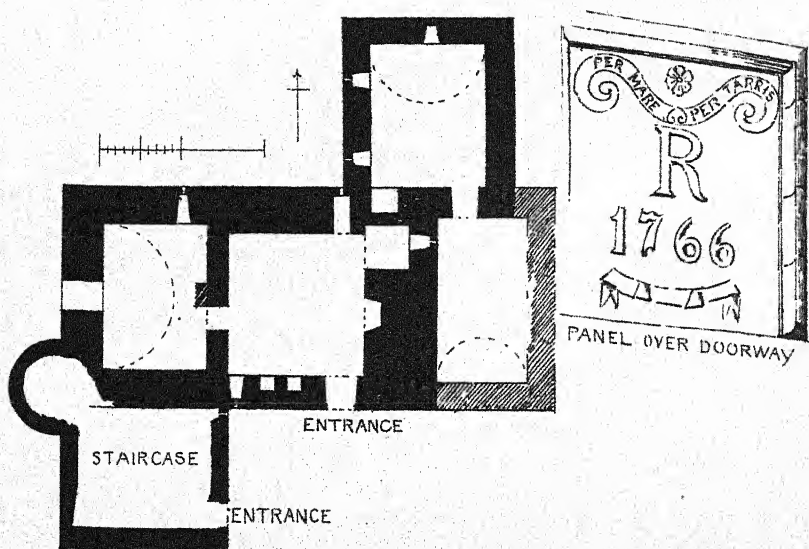 PER MARE PER TARRIS
R
1766
PANEL OVER DOORWAY
ENTRANCE
STAIRCASE
ENTRANCE